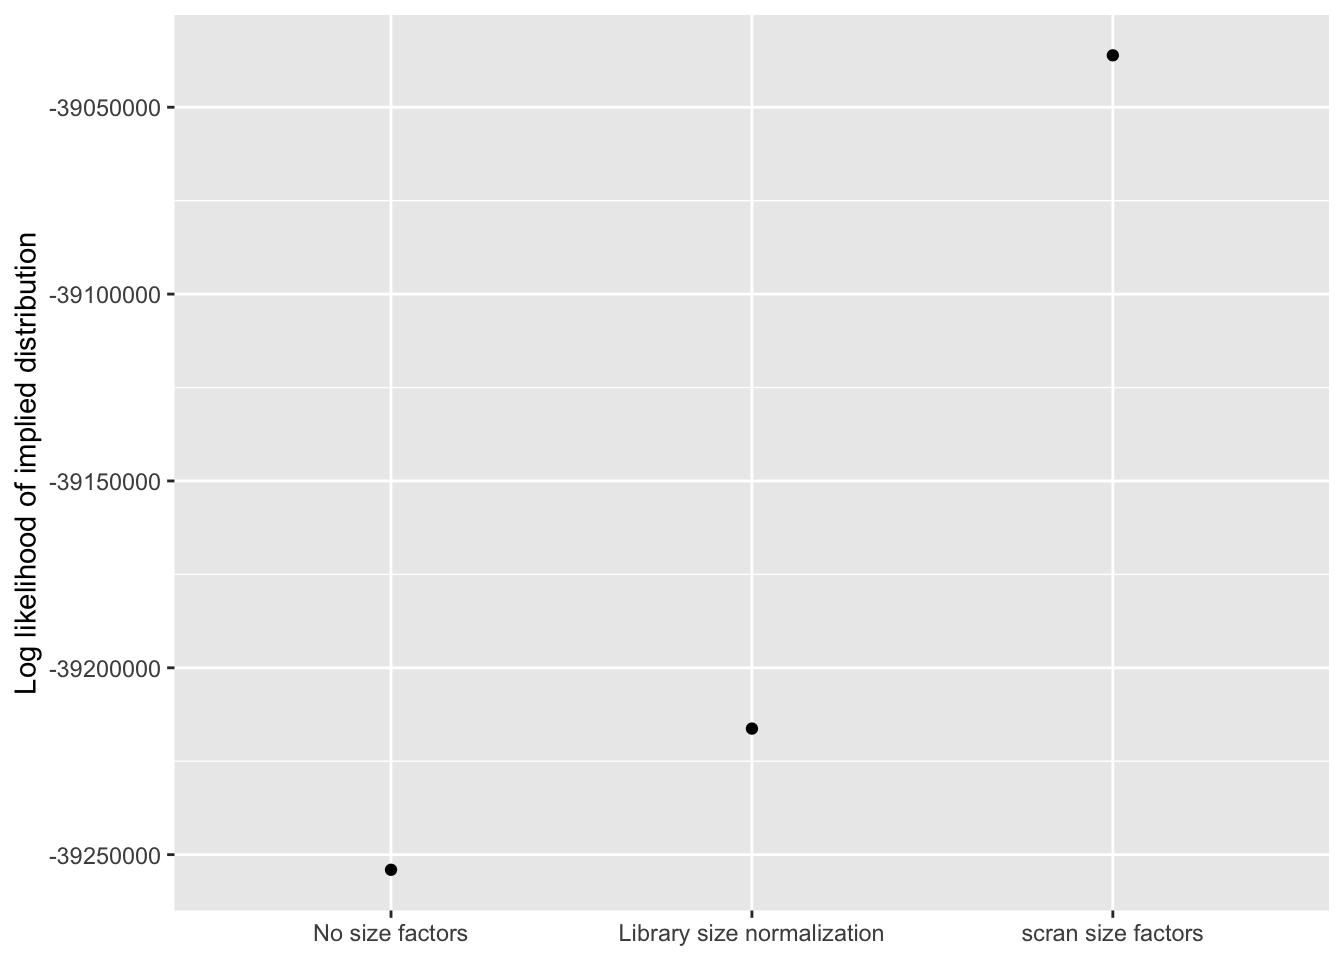 Log likelihood of implied distribution
-39050000
-39100000
-39150000
-39200000
-39250000
No size factors
Library size normalization
scran size factors